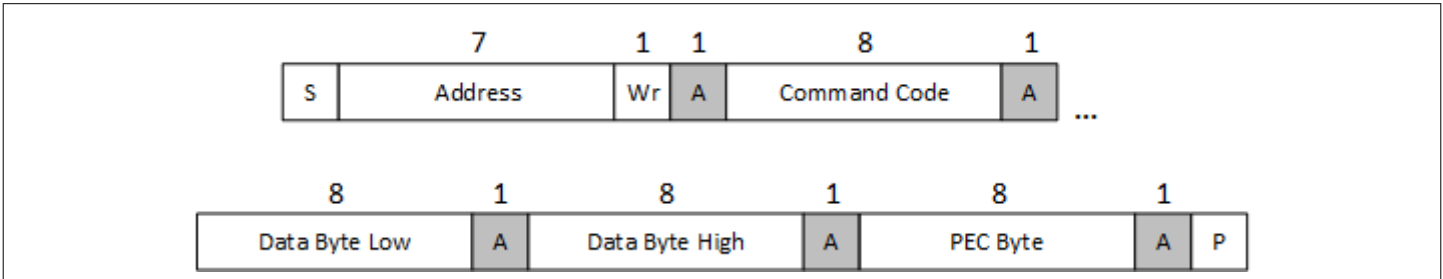 7 1 1 8 1
S Address Wr A Command Code A ...
8 1 8 1 8 1
Data Byte Low A Data Byte High A PEC Byte A P